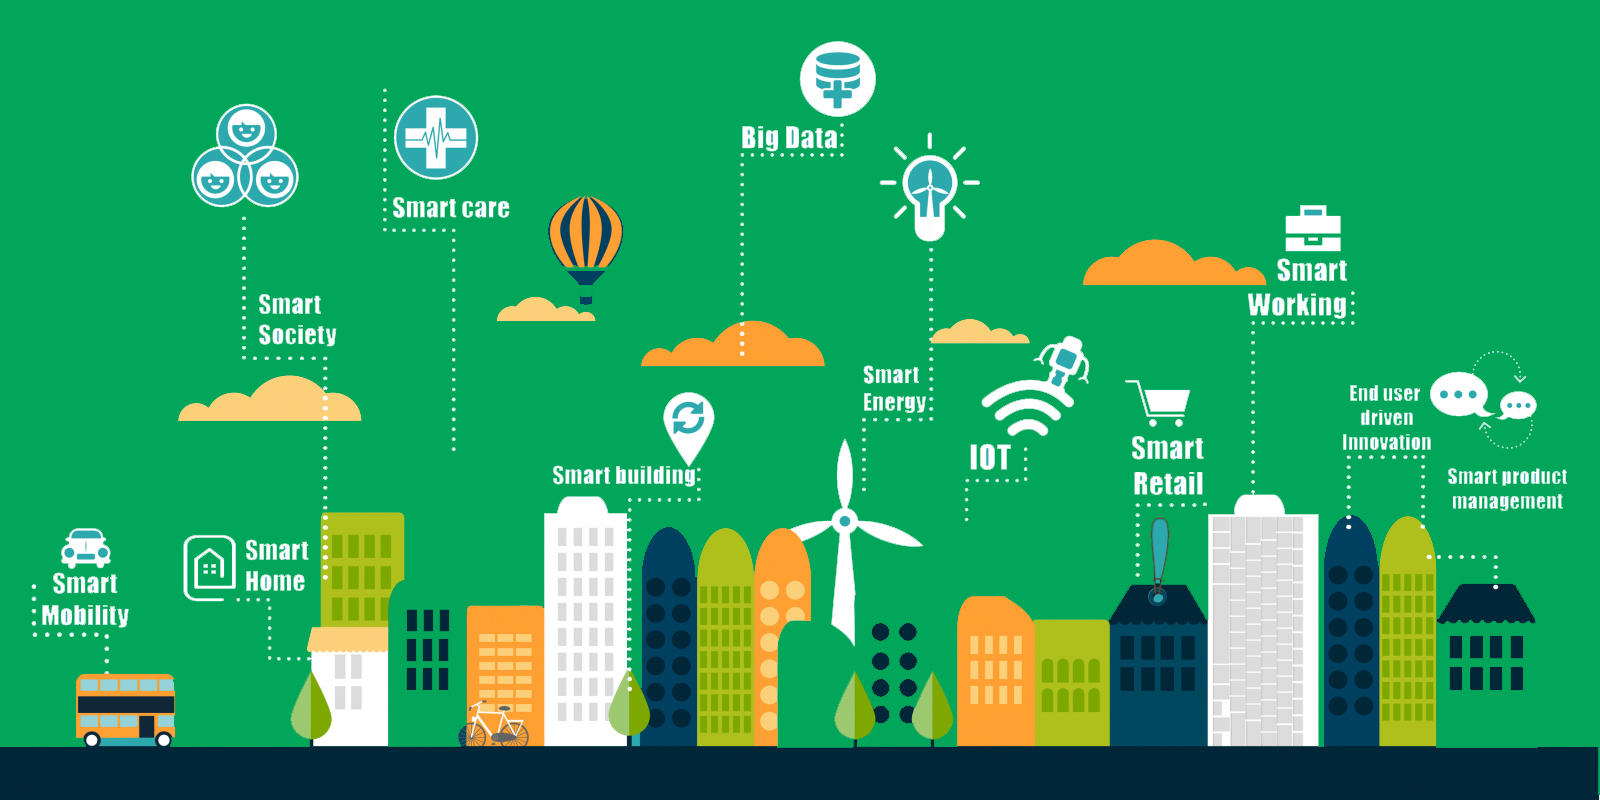 Big Data
Smart care
Smart
Society
Smart
Working
Smart
Energy
End user
driven
Innovation
IOT
Smart
Retail
Smart building
Smart product
management
Smart
Home
Smart
Mobility